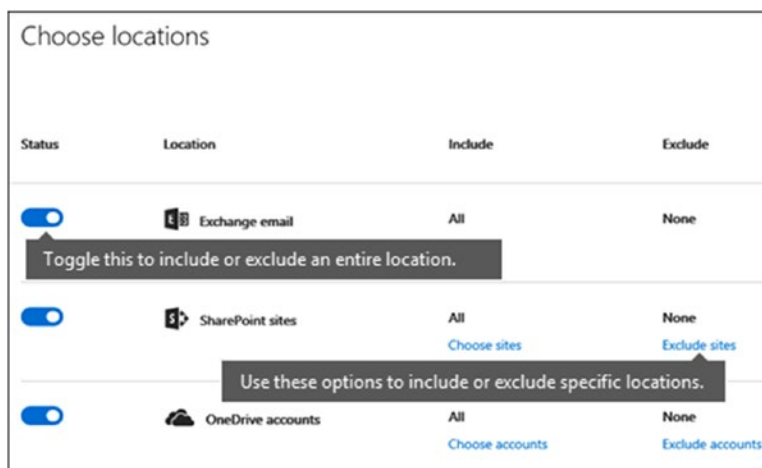 Choose locations
Status Location Include Exclude
Exchange email All None
Toggle this to include or exclude an entire location.
SharePoint sites All None
Choose sites Exclude sites
Use these options to include or exclude specific locations.
OneDrive accounts All None
Choose accounts Exclude accounts